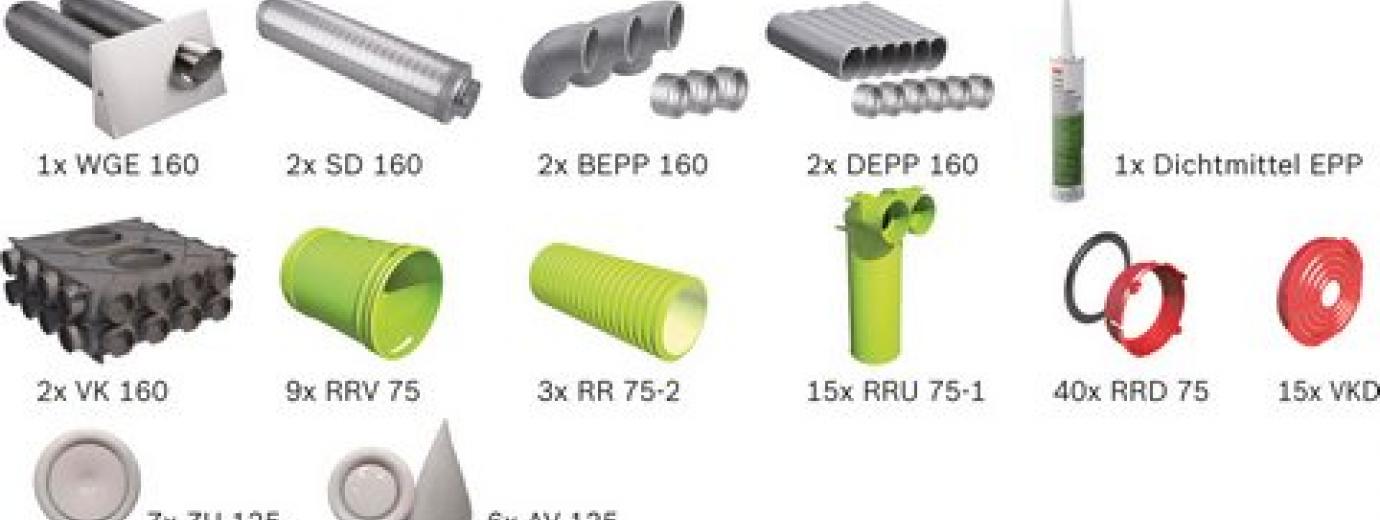 1x WGE 160
2x SD 160
2x BEPP 160
2x DEPP 160
1x Dichtmittel EPP
2x VK 160
9x RRV 75
3x RR 75-2
15x RRU 75-1
40x RRD 75
15x VKD
7x ZU 125
6x AV 125